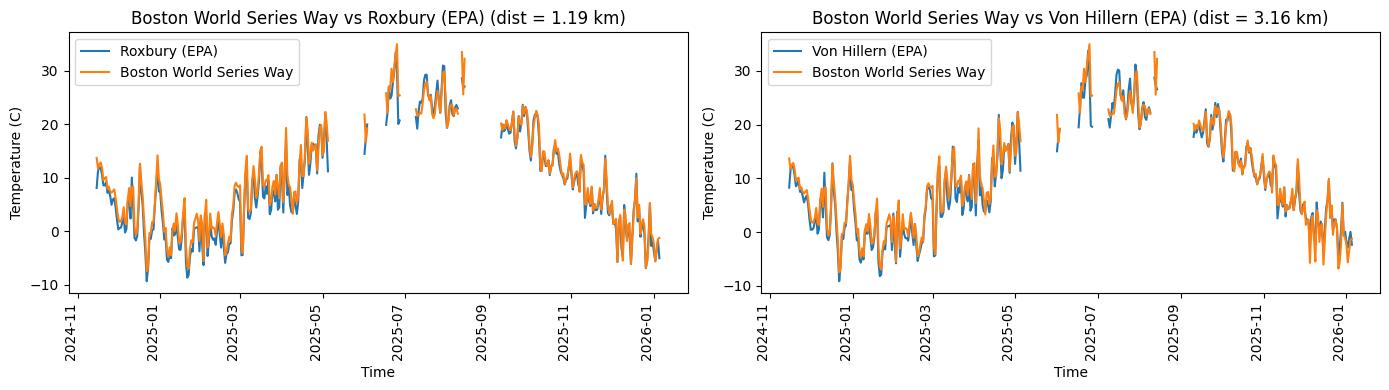 Boston World Series Way vs Roxbury (EPA) (dist = 1.19 km)
Roxbury (EPA)
Boston World Series Way
Temperature (C)
30
20
10
0
−10
2024-11
2025-01
2025-03
2025-05
2025-07
2025-09
2025-11
2026-01
Time
Boston World Series Way vs Von Hillern (EPA) (dist = 3.16 km)
Von Hillern (EPA)
Boston World Series Way
Temperature (C)
30
20
10
0
−10
2024-11
2025-01
2025-03
2025-05
2025-07
2025-09
2025-11
2026-01
Time